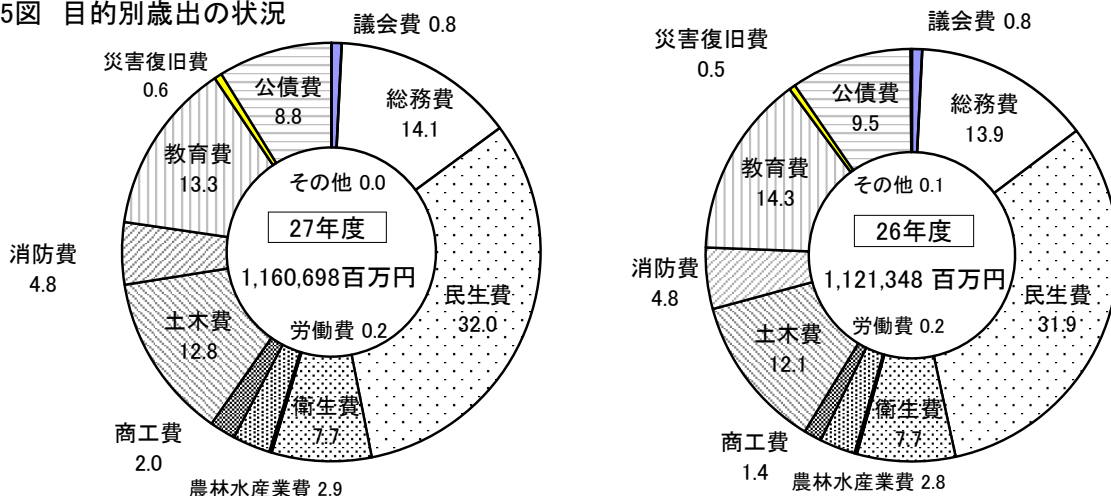 5図 目的別歳出の状況
議会費 0.8
総務費
14.1
民生費
32.0
衛生費
7.7
農林水産業費 2.9
商工費
2.0
土木費
12.8
消防費
4.8
教育費
13.3
災害復旧費
0.6
公債費
8.8
その他 0.0
27年度
1,160,698百万円
労働費 0.2
議会費 0.8
総務費
13.9
民生費
31.9
衛生費
7.7
農林水産業費 2.8
商工費
1.4
土木費
12.1
消防費
4.8
教育費
14.3
災害復旧費
0.5
公債費
9.5
その他 0.1
26年度
1,121,348 百万円
労働費 0.2